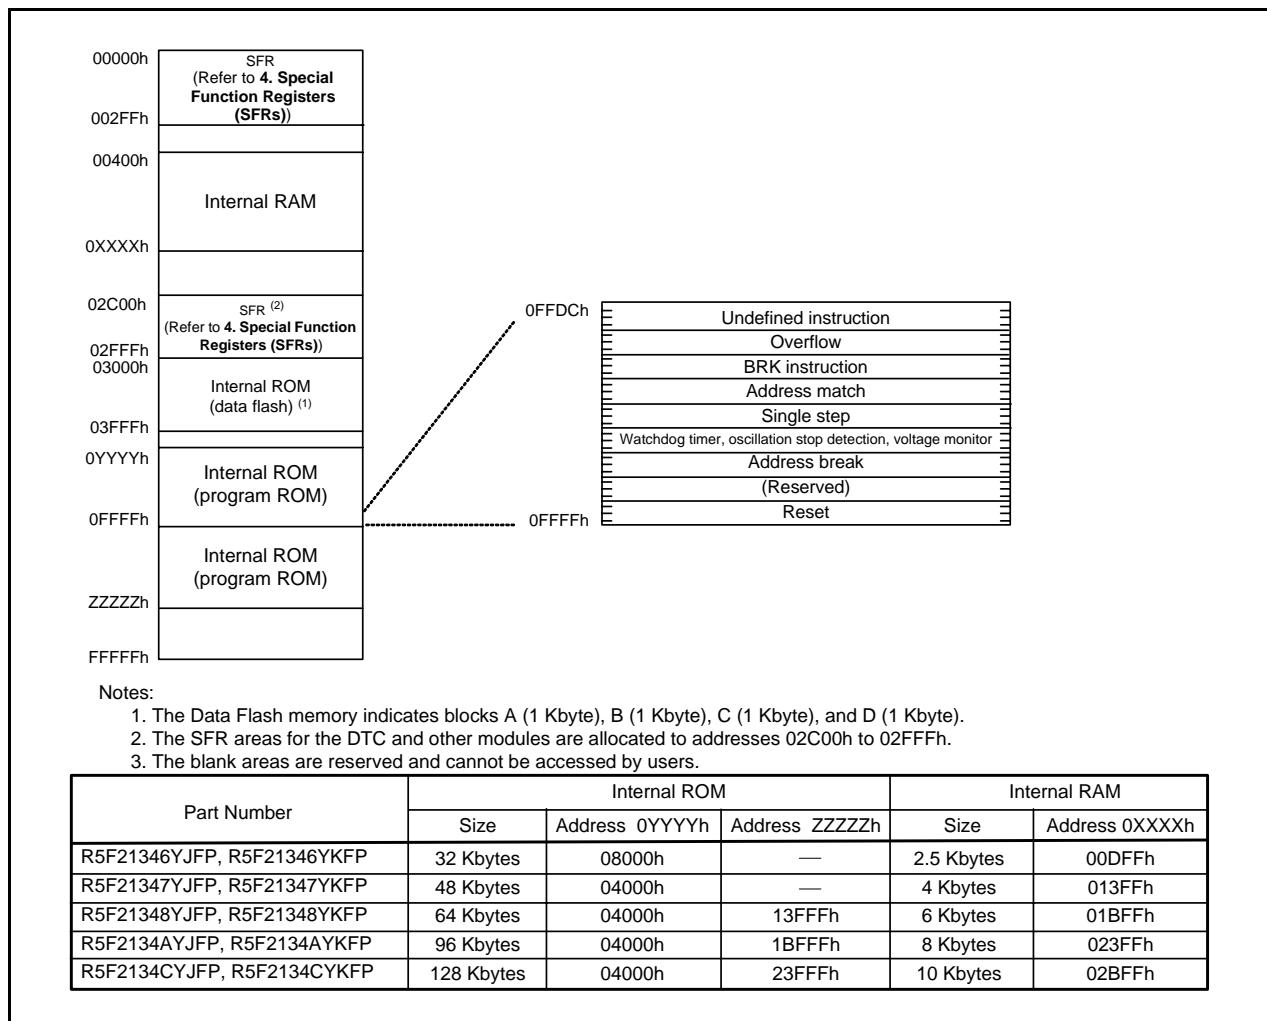 00000h
SFR
(Refer to 4. Special
Function Registers
(SFRs))
002FFh
00400h
Internal RAM
0XXXXh
02C00h
SFR (2)
(Refer to 4. Special Function
Registers (SFRs))
02FFFh
03000h
Internal ROM
(data flash) (1)
03FFFh
0YYYYh
Internal ROM
(program ROM)
0FFFFh
Internal ROM
(program ROM)
ZZZZZh
FFFFFh
0FFDCh
Undefined instruction
Overflow
BRK instruction
Address match
Single step
Watchdog timer, oscillation stop detection, voltage monitor
Address break
(Reserved)
Reset
0FFFFh
Notes:
1. The Data Flash memory indicates blocks A (1 Kbyte), B (1 Kbyte), C (1 Kbyte), and D (1 Kbyte).
2. The SFR areas for the DTC and other modules are allocated to addresses 02C00h to 02FFFh.
3. The blank areas are reserved and cannot be accessed by users.
Part Number Internal ROM Internal RAM
Size Address 0YYYYh Address ZZZZZh Size Address 0XXXXh
R5F21346YJFP, R5F21346YKFP 32 Kbytes 08000h — 2.5 Kbytes 00DFFh
R5F21347YJFP, R5F21347YKFP 48 Kbytes 04000h — 4 Kbytes 013FFh
R5F21348YJFP, R5F21348YKFP 64 Kbytes 04000h 13FFFh 6 Kbytes 01BFFh
R5F2134AYJFP, R5F2134AYKFP 96 Kbytes 04000h 1BFFFh 8 Kbytes 023FFh
R5F2134CYJFP, R5F2134CYKFP 128 Kbytes 04000h 23FFFh 10 Kbytes 02BFFh